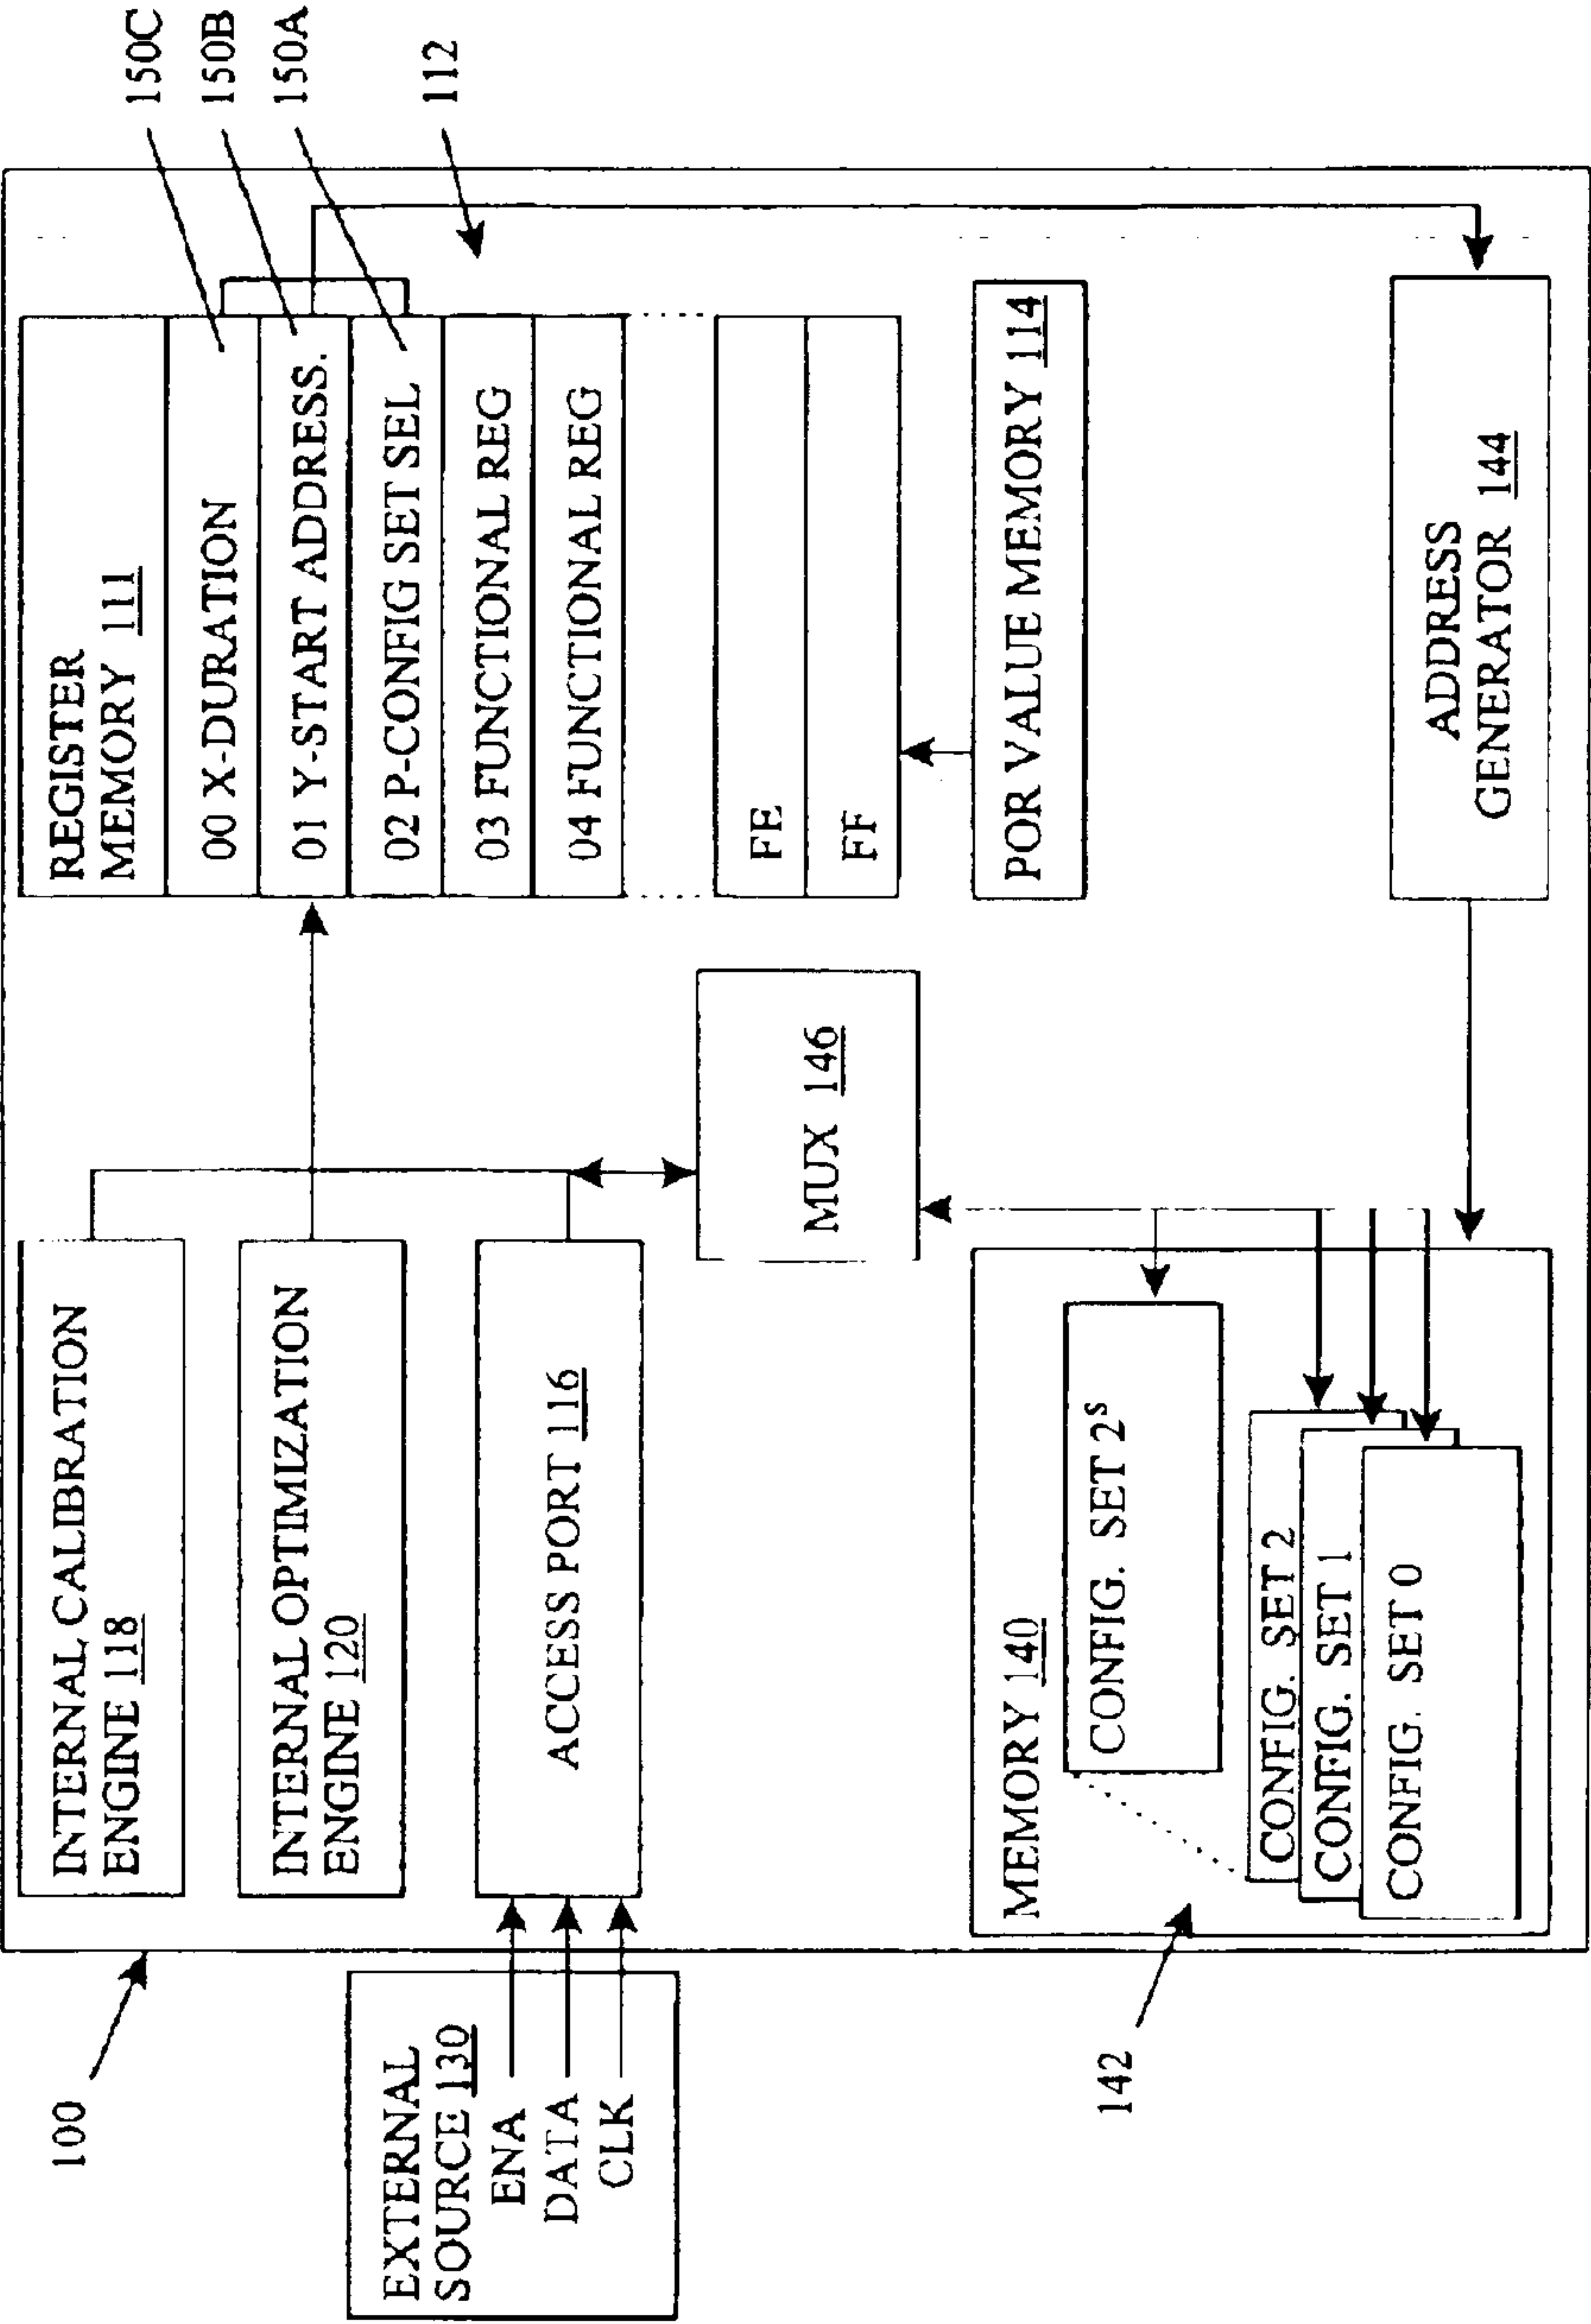 100
EXTERNAL
SOURCE 130
ENA
DATA
CLK
INTERNAL CALIBRATION
ENGINE 118
INTERNAL OPTIMIZATION
ENGINE 120
ACCESS PORT 116
MUX 146
MEMORY 140
CONFIG. SET 2ˢ
CONFIG. SET 2
CONFIG. SET 1
CONFIG. SET 0
142
REGISTER
MEMORY 111
00 X-DURATION
01 Y-START ADDRESS.
02 P-CONFIG SET SEL
03 FUNCTIONAL REG
04 FUNCTIONAL REG
FE
FF
POR VALUE MEMORY 114
ADDRESS
GENERATOR 144
150C
150B
150A
112